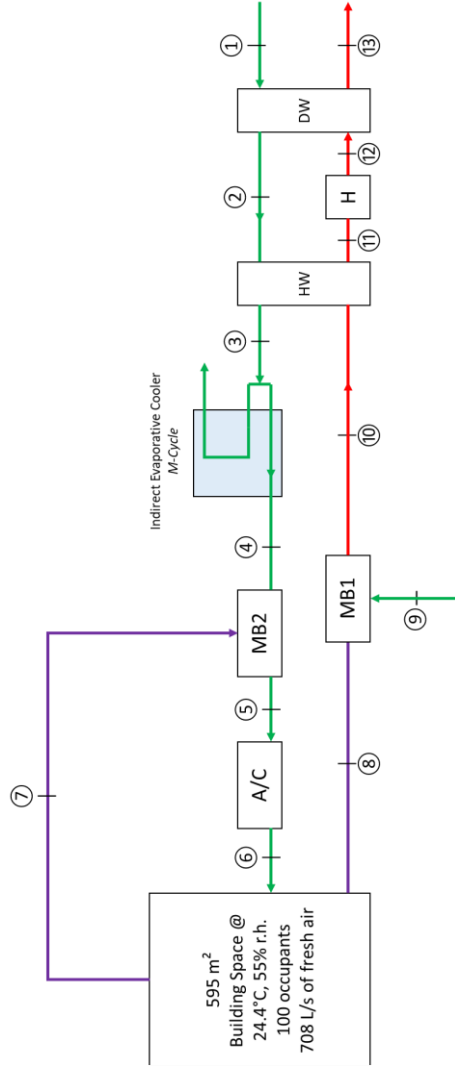 ①
⑬
DW
②
⑫
H
⑪
HW
③
Indirect Evaporative Cooler
M-Cycle
⑩
④
MB2
MB1
⑨
⑤
⑦
A/C
⑧
⑥
595 m²
Building Space @
24.4°C, 55% r.h.
100 occupants
708 L/s of fresh air